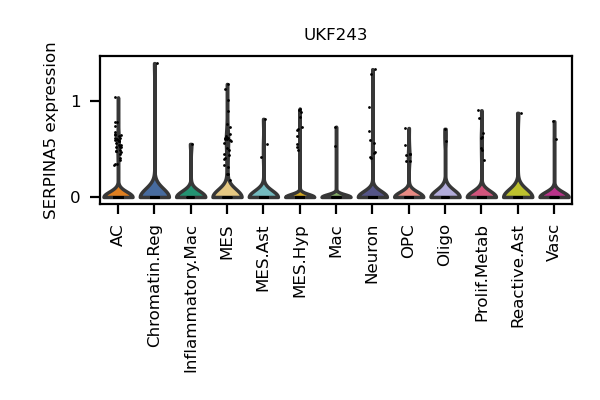 UKF243
SERPINA5 expression
1
0
AC
Chromatin.Reg
Inflammatory.Mac
MES
MES.Ast
MES.Hyp
Mac
Neuron
OPC
Oligo
Prolif.Metab
Reactive.Ast
Vasc